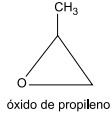 CH₃
O
óxido de propileno